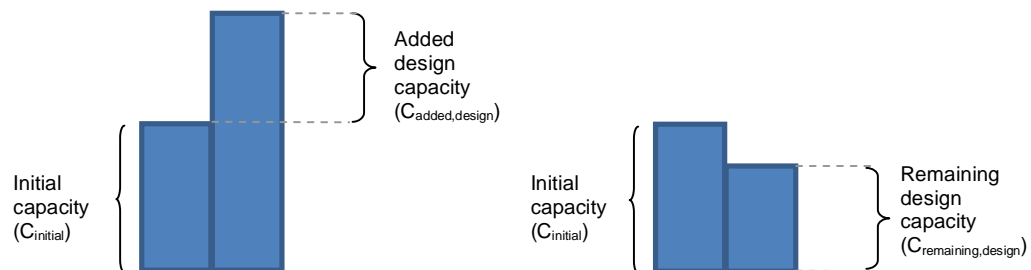 Added
design
capacity
(Cadded,design)
Initial
capacity
(Cinitial)
Initial
capacity
(Cinitial)
Remaining
design
capacity
(Cremaining,design)